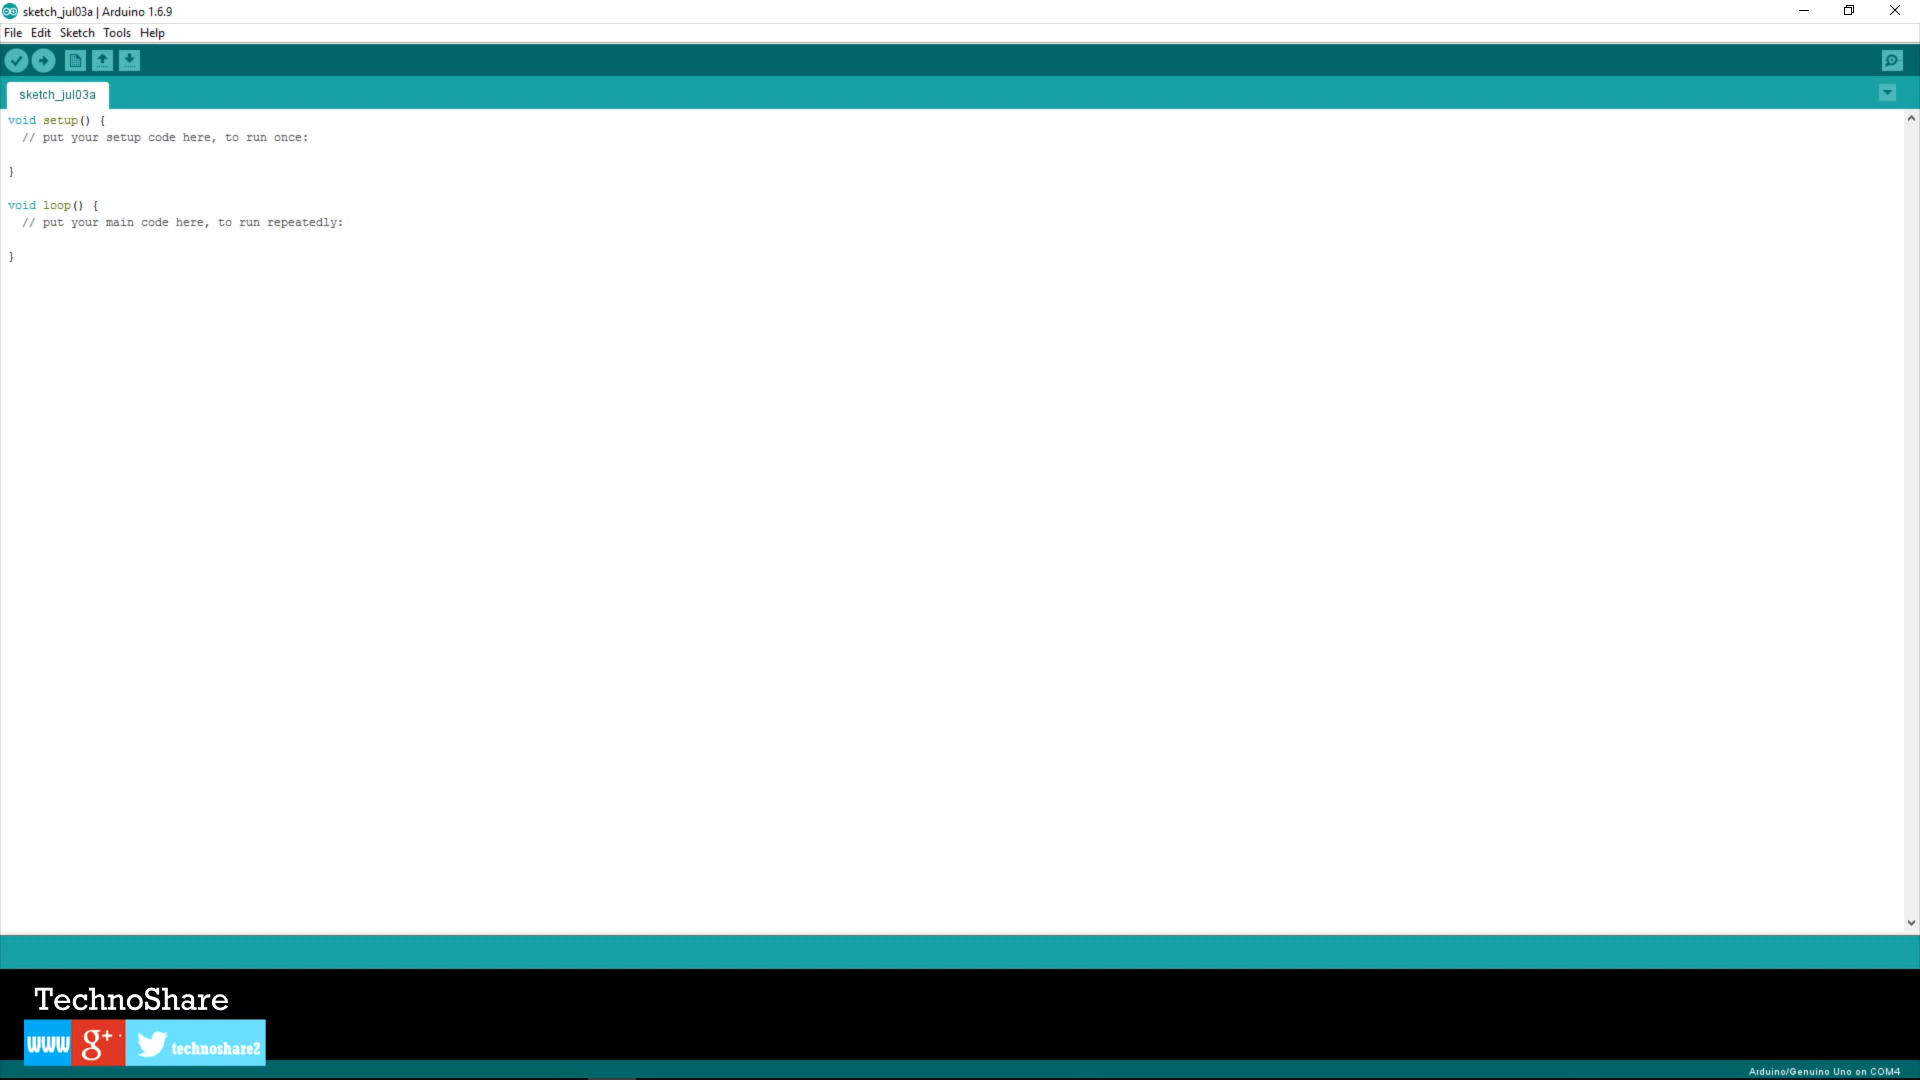 sketch_jul03a | Arduino 1.6.9
File Edit Sketch Tools Help
sketch_jul03a
void setup() {
  // put your setup code here, to run once:
}
void loop() {
  // put your main code here, to run repeatedly:
}
TechnoShare
www g+ technoshare2
Arduino/Genuino Uno on COM4